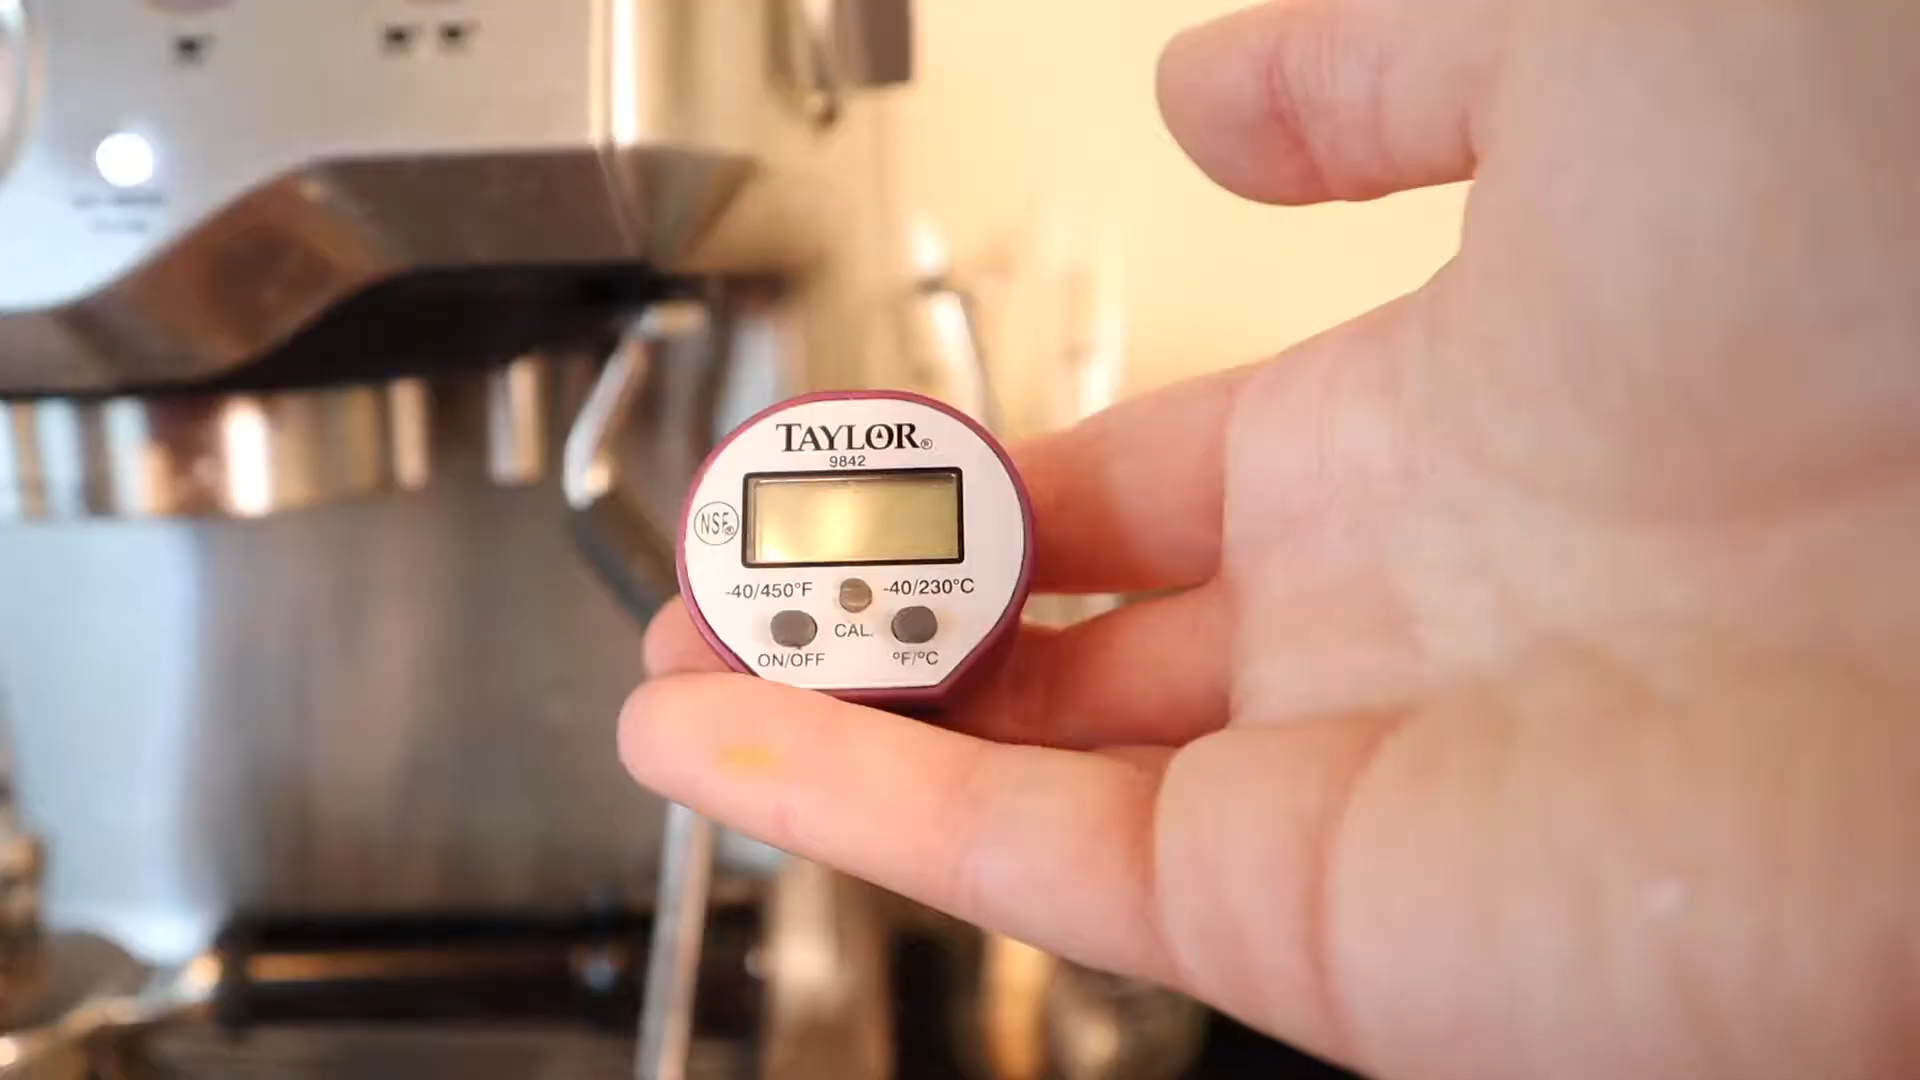 TAYLOR®
9842
NSF®
-40/450°F
-40/230°C
CAL.
ON/OFF
°F/°C